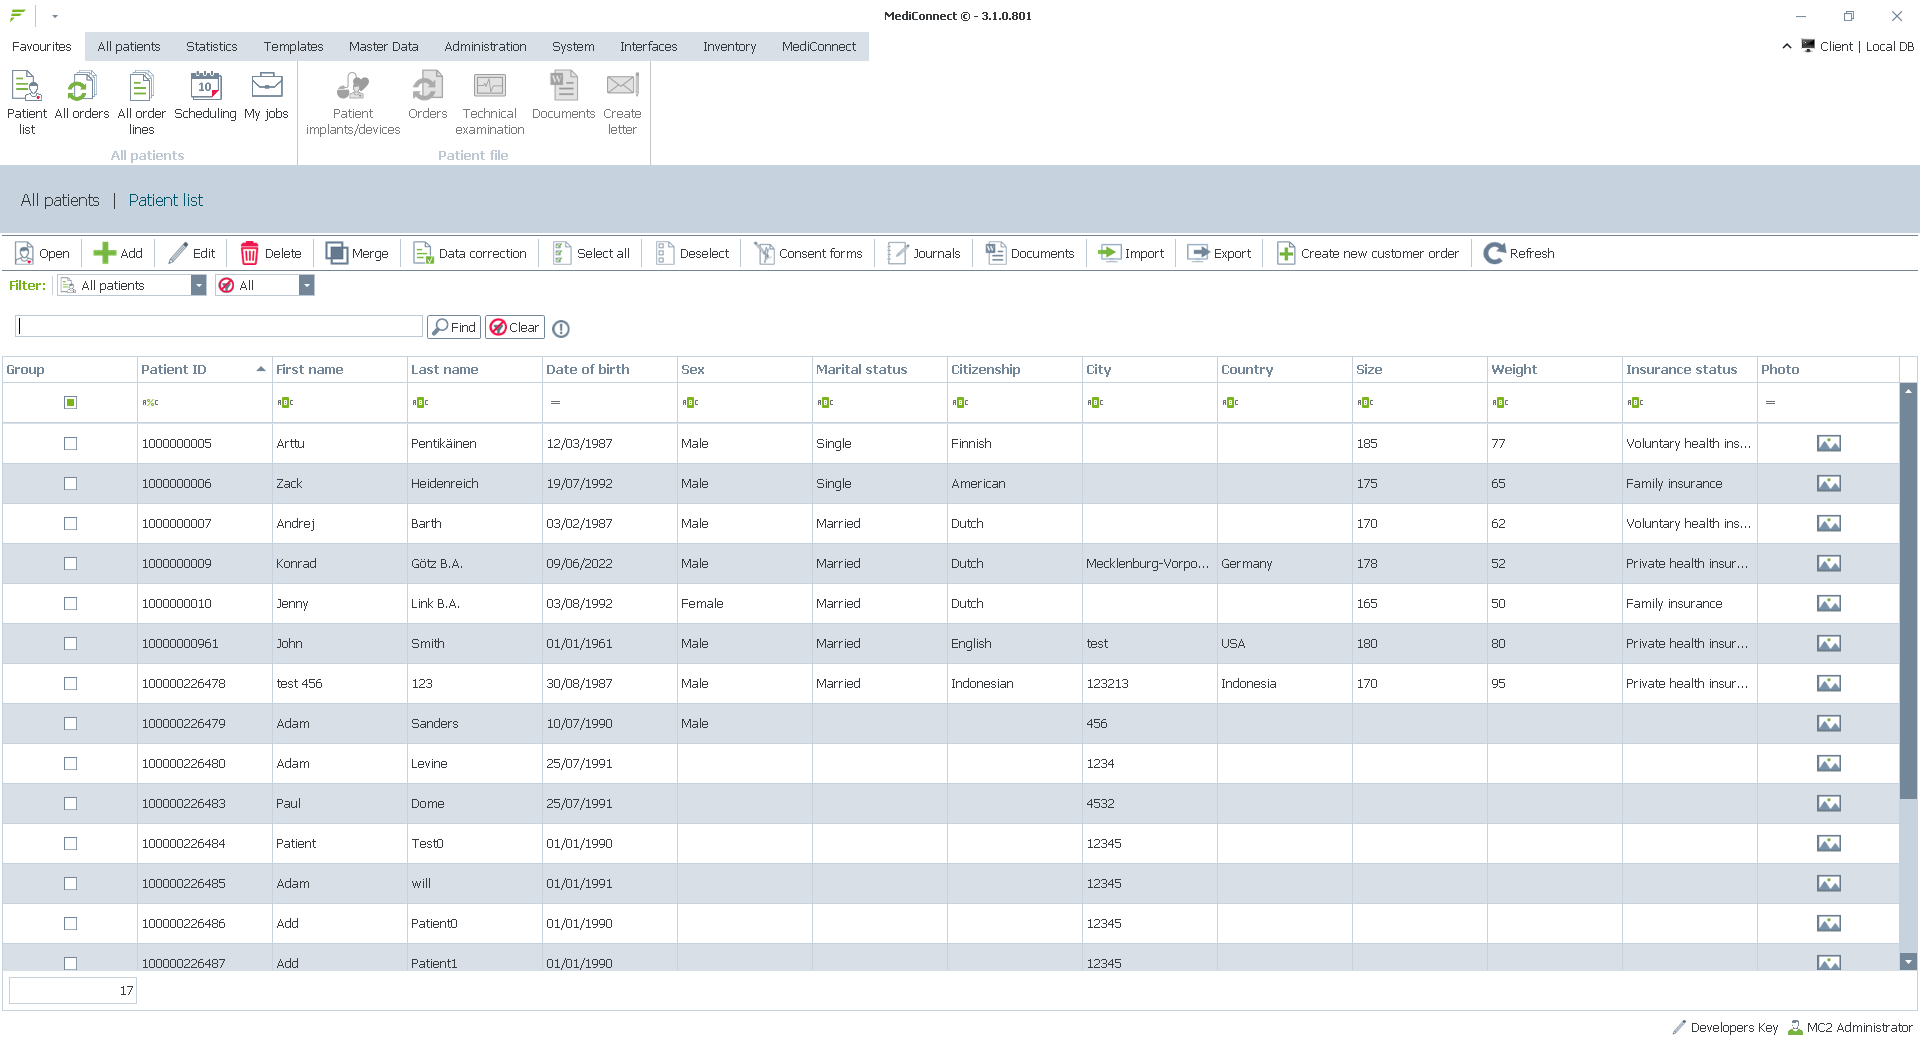 MediConnect © - 3.1.0.801
Favourites All patients Statistics Templates Master Data Administration System Interfaces Inventory MediConnect
Client | Local DB
Patient list
All orders
All order lines
Scheduling
10
My jobs
Patient implants/devices
Orders
Technical examination
Documents
Create letter
All patients
Patient file
All patients | Patient list
Open Add Edit Delete Merge Data correction Select all Deselect Consent forms Journals Documents Import Export Create new customer order Refresh
Filter: All patients All
Find Clear
Group Patient ID First name Last name Date of birth Sex Marital status Citizenship City Country Size Weight Insurance status Photo
1000000005 Arttu Pentikäinen 12/03/1987 Male Single Finnish 185 77 Voluntary health ins...
1000000006 Zack Heidenreich 19/07/1992 Male Single American 175 65 Family insurance
1000000007 Andrej Barth 03/02/1987 Male Married Dutch 170 62 Voluntary health ins...
1000000009 Konrad Götz B.A. 09/06/2022 Male Married Dutch Mecklenburg-Vorpo... Germany 178 52 Private health insur...
1000000010 Jenny Link B.A. 03/08/1992 Female Married Dutch 165 50 Family insurance
10000000961 John Smith 01/01/1961 Male Married English test USA 180 80 Private health insur...
100000226478 test 456 123 30/08/1987 Male Married Indonesian 123213 Indonesia 170 95 Private health insur...
100000226479 Adam Sanders 10/07/1990 Male 456
100000226480 Adam Levine 25/07/1991 1234
100000226483 Paul Dome 25/07/1991 4532
100000226484 Patient Test0 01/01/1990 12345
100000226485 Adam will 01/01/1991 12345
100000226486 Add Patient0 01/01/1990 12345
100000226487 Add Patient1 01/01/1990 12345
17
Developers Key MC2 Administrator